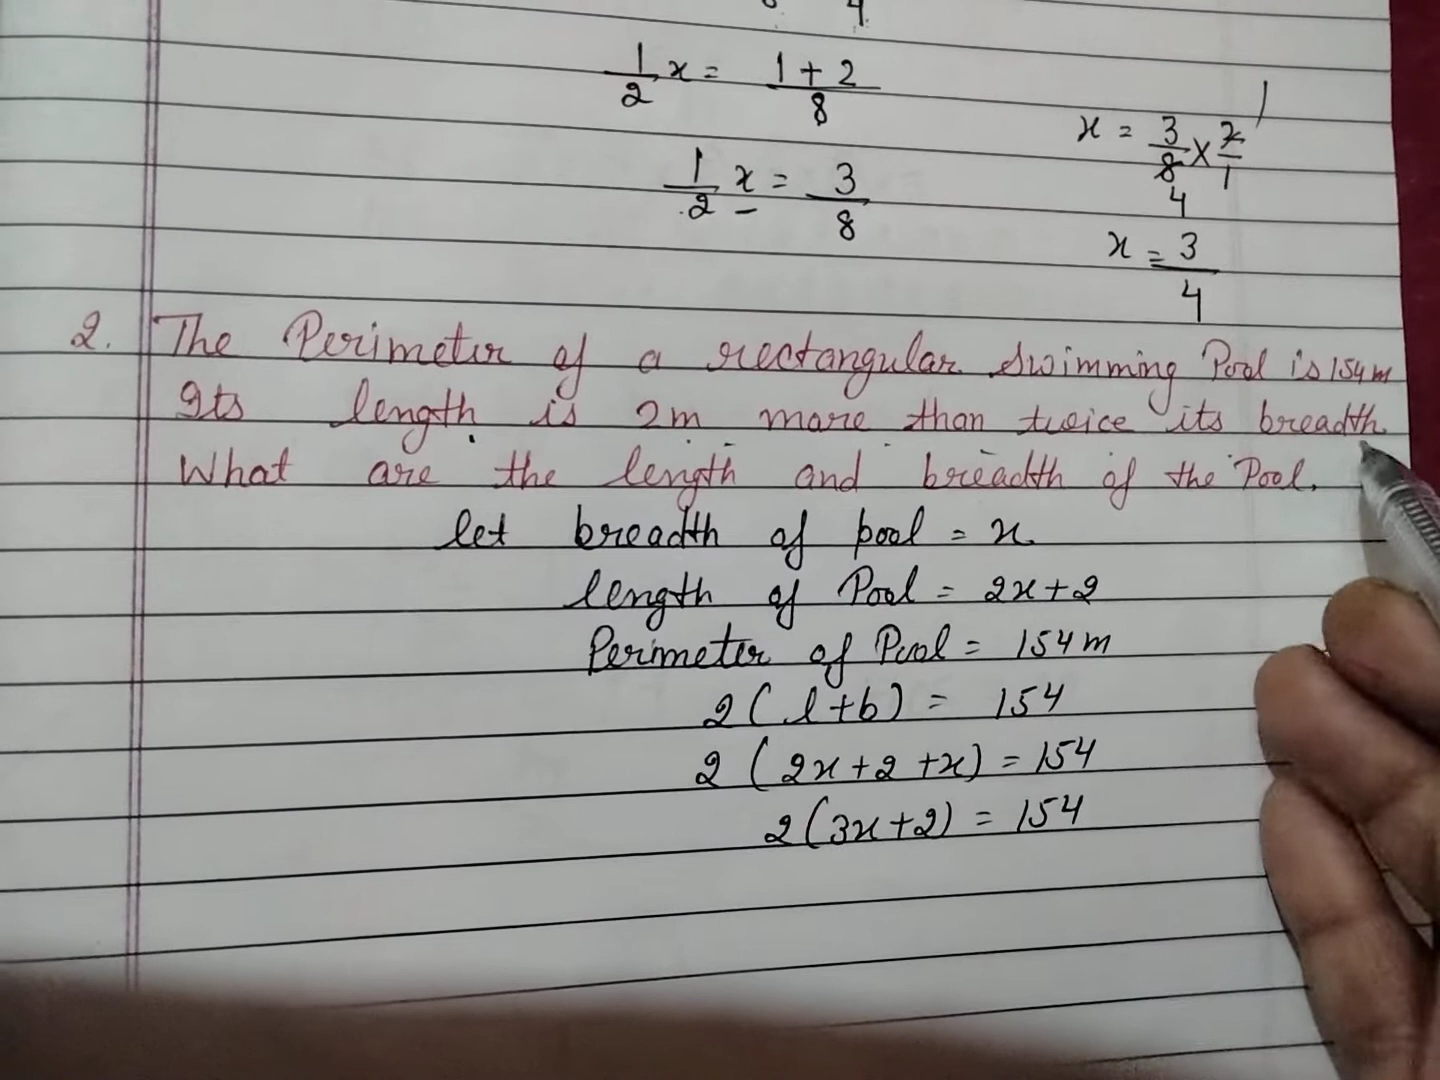 1/2 x = 1 + 2 / 8
x = 3/8 × 2/1 1
4
1/2 x = 3/8
x = 3/4
2. The Perimeter of a rectangular swimming Pool is 154m
Its length is 2m more than twice its breadth.
What are the length and breadth of the Pool.
let breadth of pool = x
length of Pool = 2x+2
Perimeter of Pool = 154m
2(l+b) = 154
2(2x+2+x) = 154
2(3x+2) = 154